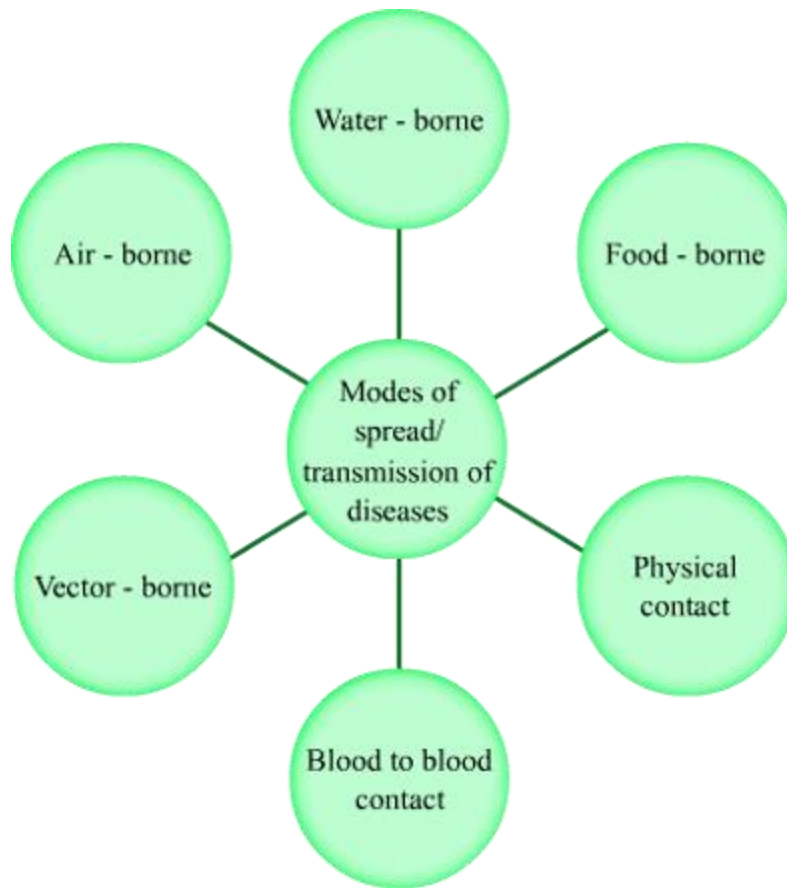 Water - borne
Air - borne
Food - borne
Modes of
spread/
transmission of
diseases
Vector - borne
Physical
contact
Blood to blood
contact